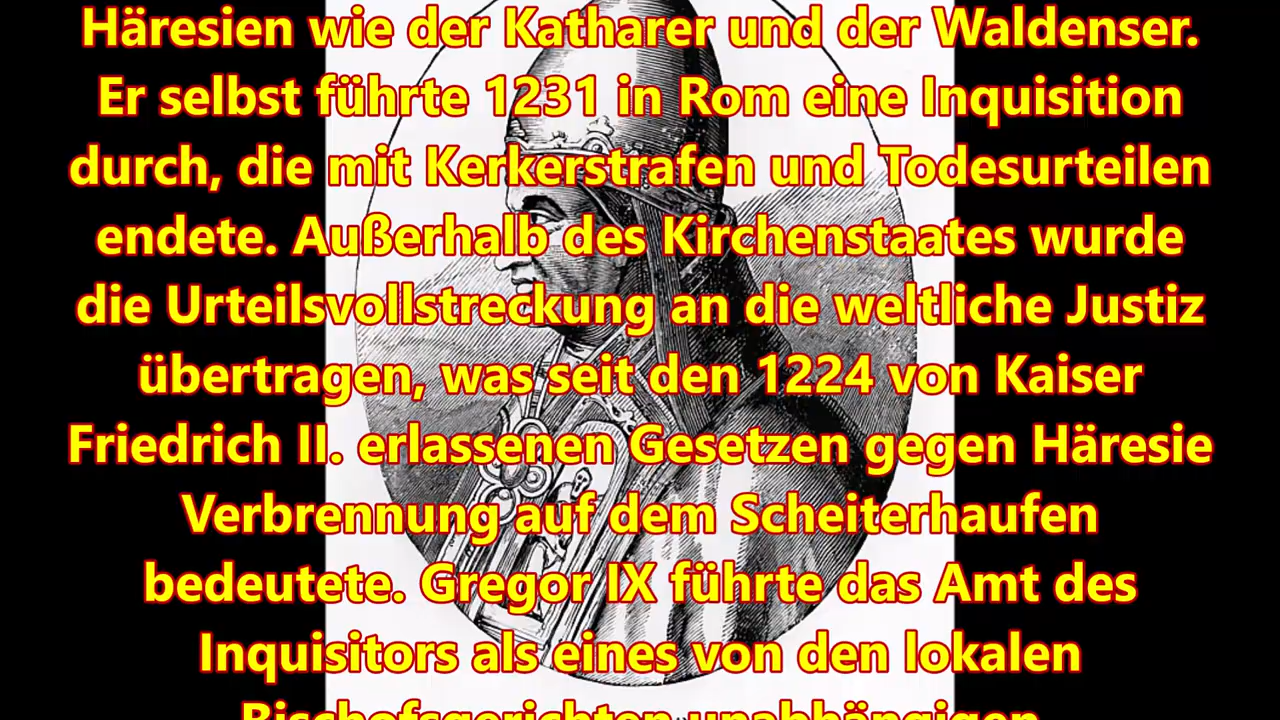 Häresien wie der Katharer und der Waldenser.
Er selbst führte 1231 in Rom eine Inquisition
durch, die mit Kerkerstrafen und Todesurteilen
endete. Außerhalb des Kirchenstaates wurde
die Urteilsvollstreckung an die weltliche Justiz
übertragen, was seit den 1224 von Kaiser
Friedrich II. erlassenen Gesetzen gegen Häresie
Verbrennung auf dem Scheiterhaufen
bedeutete. Gregor IX führte das Amt des
Inquisitors als eines von den lokalen
Bischofsgerichten unabhängigen